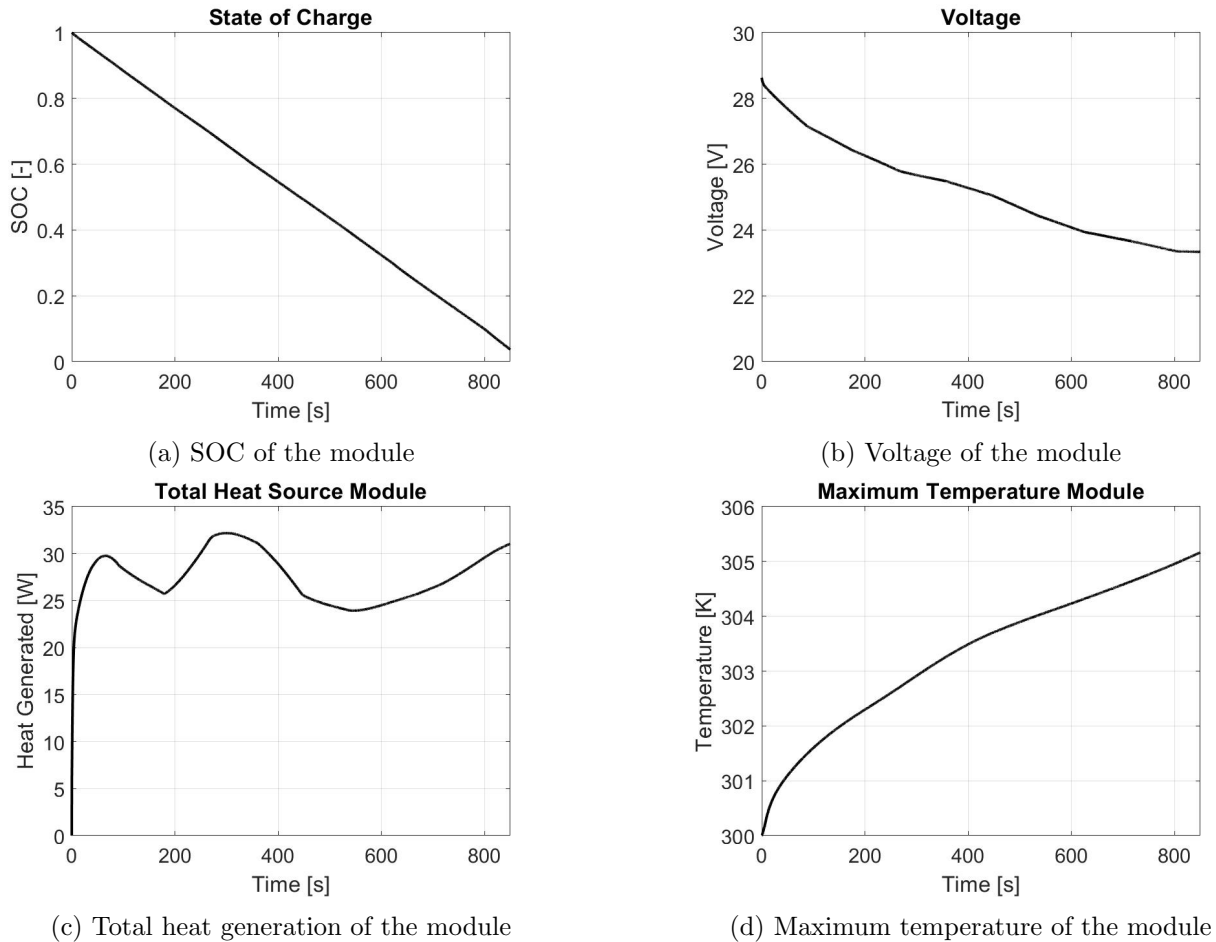 State of Charge
1
0.8
0.6
0.4
0.2
0
SOC [-]
0 200 400 600 800
Time [s]
(a) SOC of the module
Voltage
30
28
26
24
22
20
Voltage [V]
0 200 400 600 800
Time [s]
(b) Voltage of the module
Total Heat Source Module
35
30
25
20
15
10
5
0
Heat Generated [W]
0 200 400 600 800
Time [s]
(c) Total heat generation of the module
Maximum Temperature Module
306
305
304
303
302
301
300
Temperature [K]
0 200 400 600 800
Time [s]
(d) Maximum temperature of the module